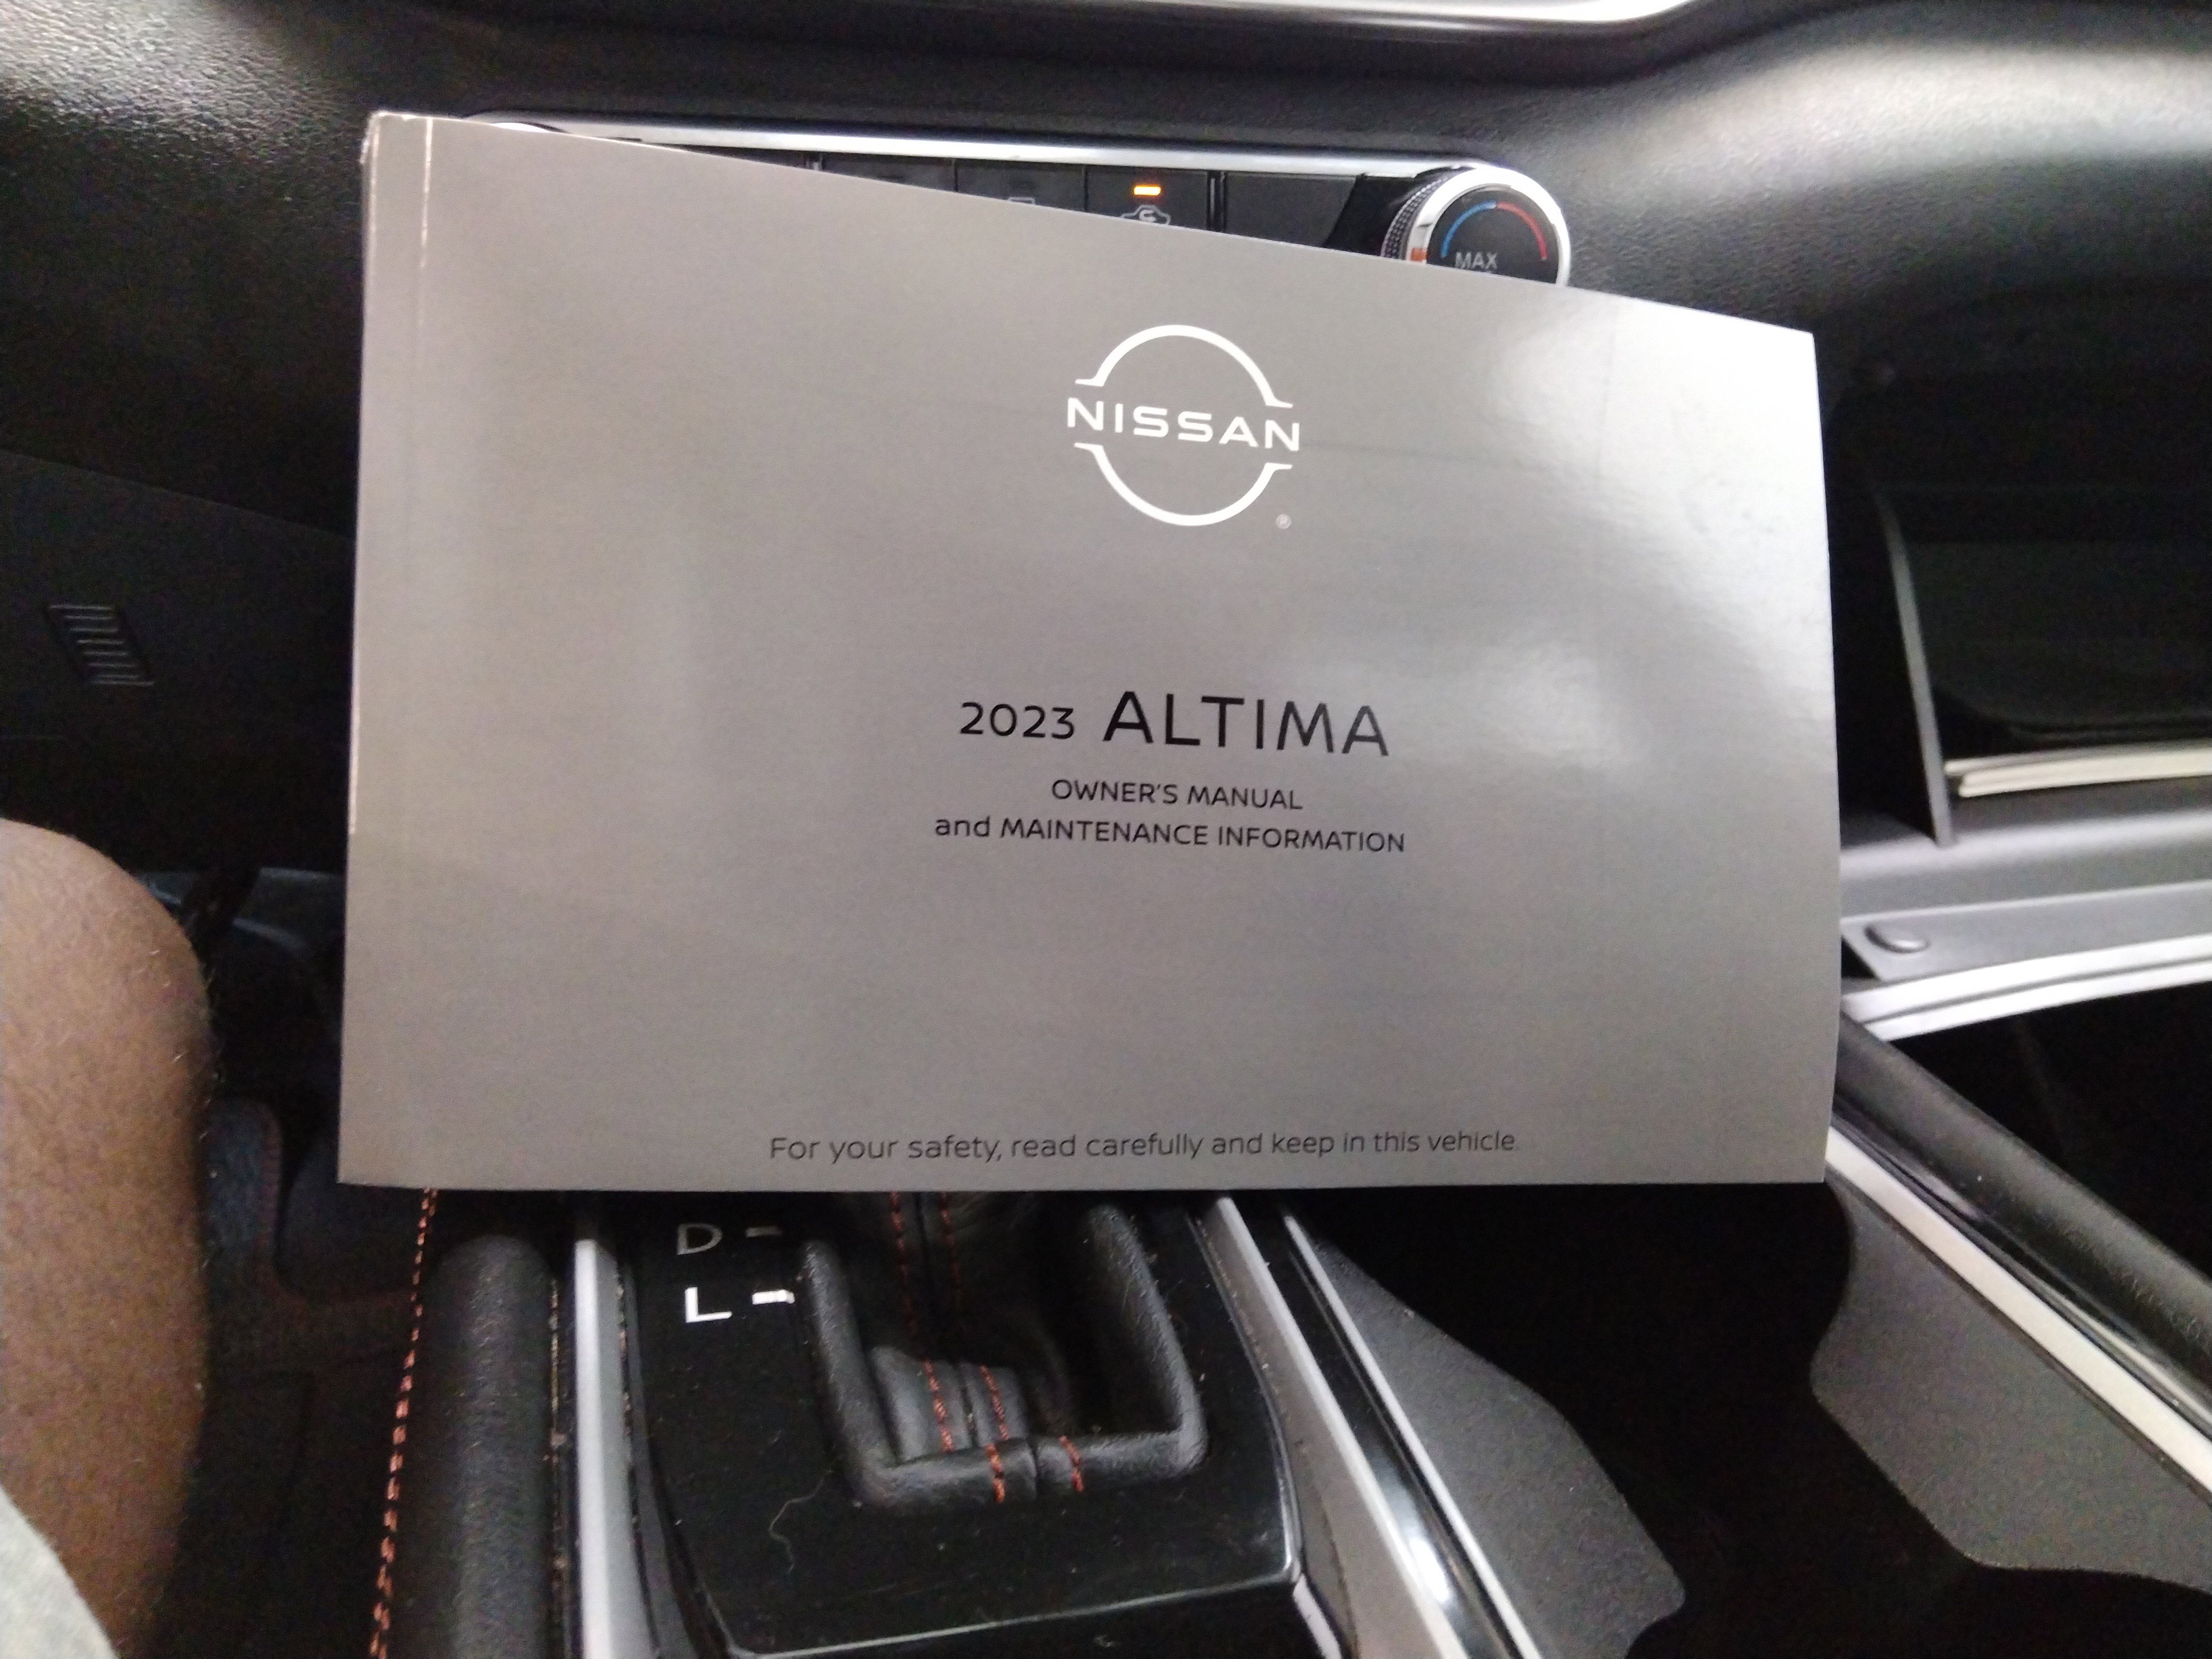 MAX
NISSAN
®
2023 ALTIMA
OWNER'S MANUAL
and MAINTENANCE INFORMATION
For your safety, read carefully and keep in this vehicle.
D
L